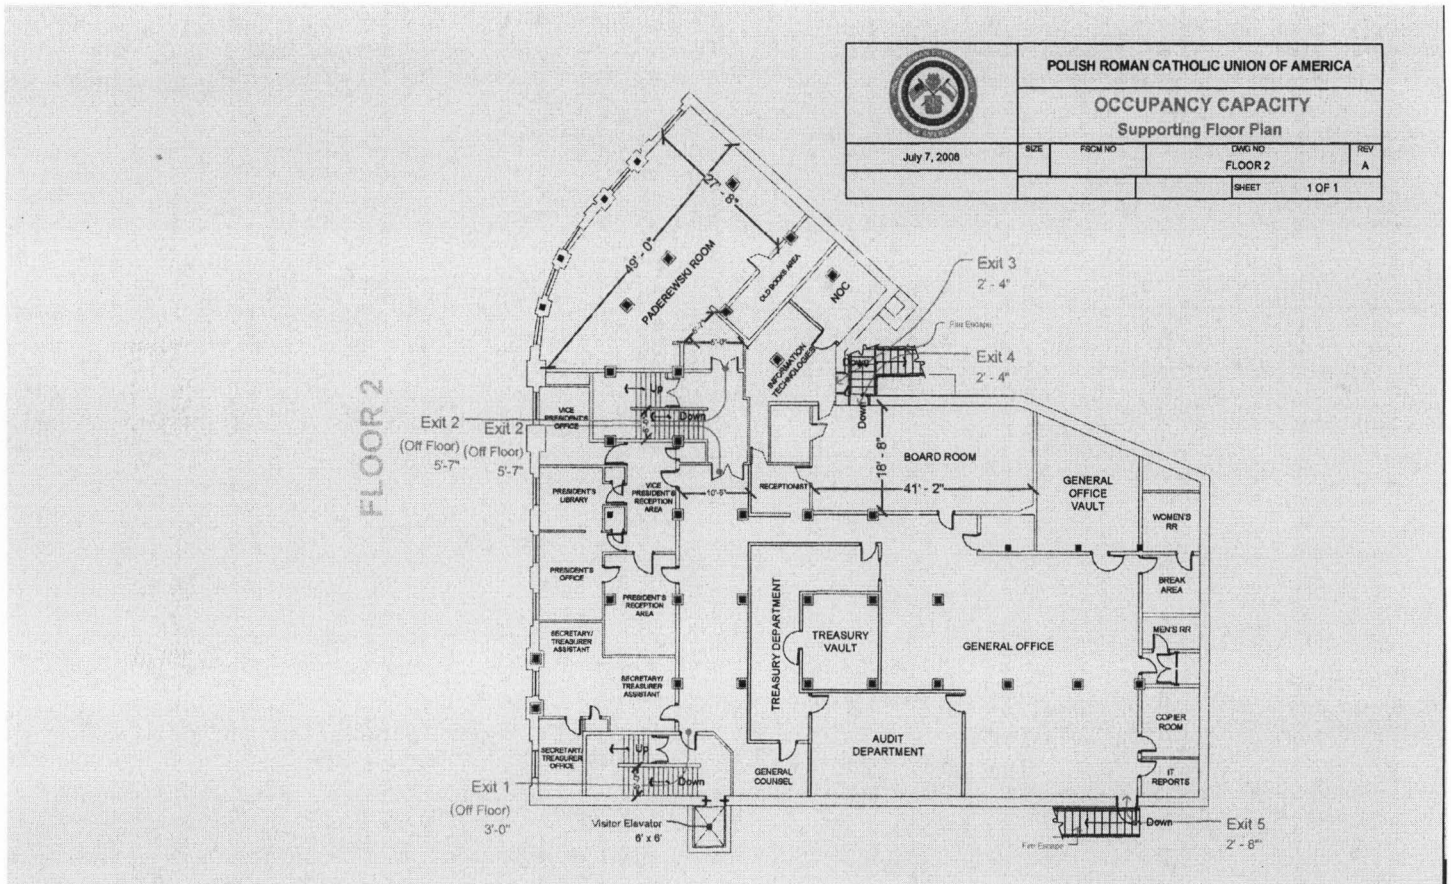 POLISH ROMAN CATHOLIC UNION OF AMERICA
OCCUPANCY CAPACITY
Supporting Floor Plan
July 7, 2008
SIZE
FSCM NO
DWG NO
FLOOR 2
REV
A
SHEET
1 OF 1
FLOOR 2
27' - 8"
49' - 0"
PADEREWSKI ROOM
OLD BOOKS AREA
NOC
INFORMATION
TECHNOLOGIES
Exit 3
2' - 4"
Fire Escape
Exit 4
2' - 4"
Down
Down
Up
Down
VICE
PRESIDENT'S
OFFICE
Exit 2
(Off Floor)
5'-7"
Exit 2
(Off Floor)
5'-7"
10'-5"
RECEPTIONIST
18' - 8"
BOARD ROOM
41' - 2"
GENERAL
OFFICE
VAULT
WOMEN'S
RR
BREAK
AREA
MEN'S RR
COPIER
ROOM
IT
REPORTS
PRESIDENT'S
LIBRARY
VICE
PRESIDENT'S
RECEPTION
AREA
PRESIDENT'S
OFFICE
PRESIDENT'S
RECEPTION
AREA
SECRETARY/
TREASURER
ASSISTANT
SECRETARY/
TREASURER
ASSISTANT
SECRETARY/
TREASURER
OFFICE
TREASURY DEPARTMENT
TREASURY
VAULT
GENERAL OFFICE
AUDIT
DEPARTMENT
GENERAL
COUNSEL
Up
Down
Exit 1
(Off Floor)
3'-0"
Visitor Elevator
6' x 6'
Fire Escape
Down
Exit 5
2' - 8"